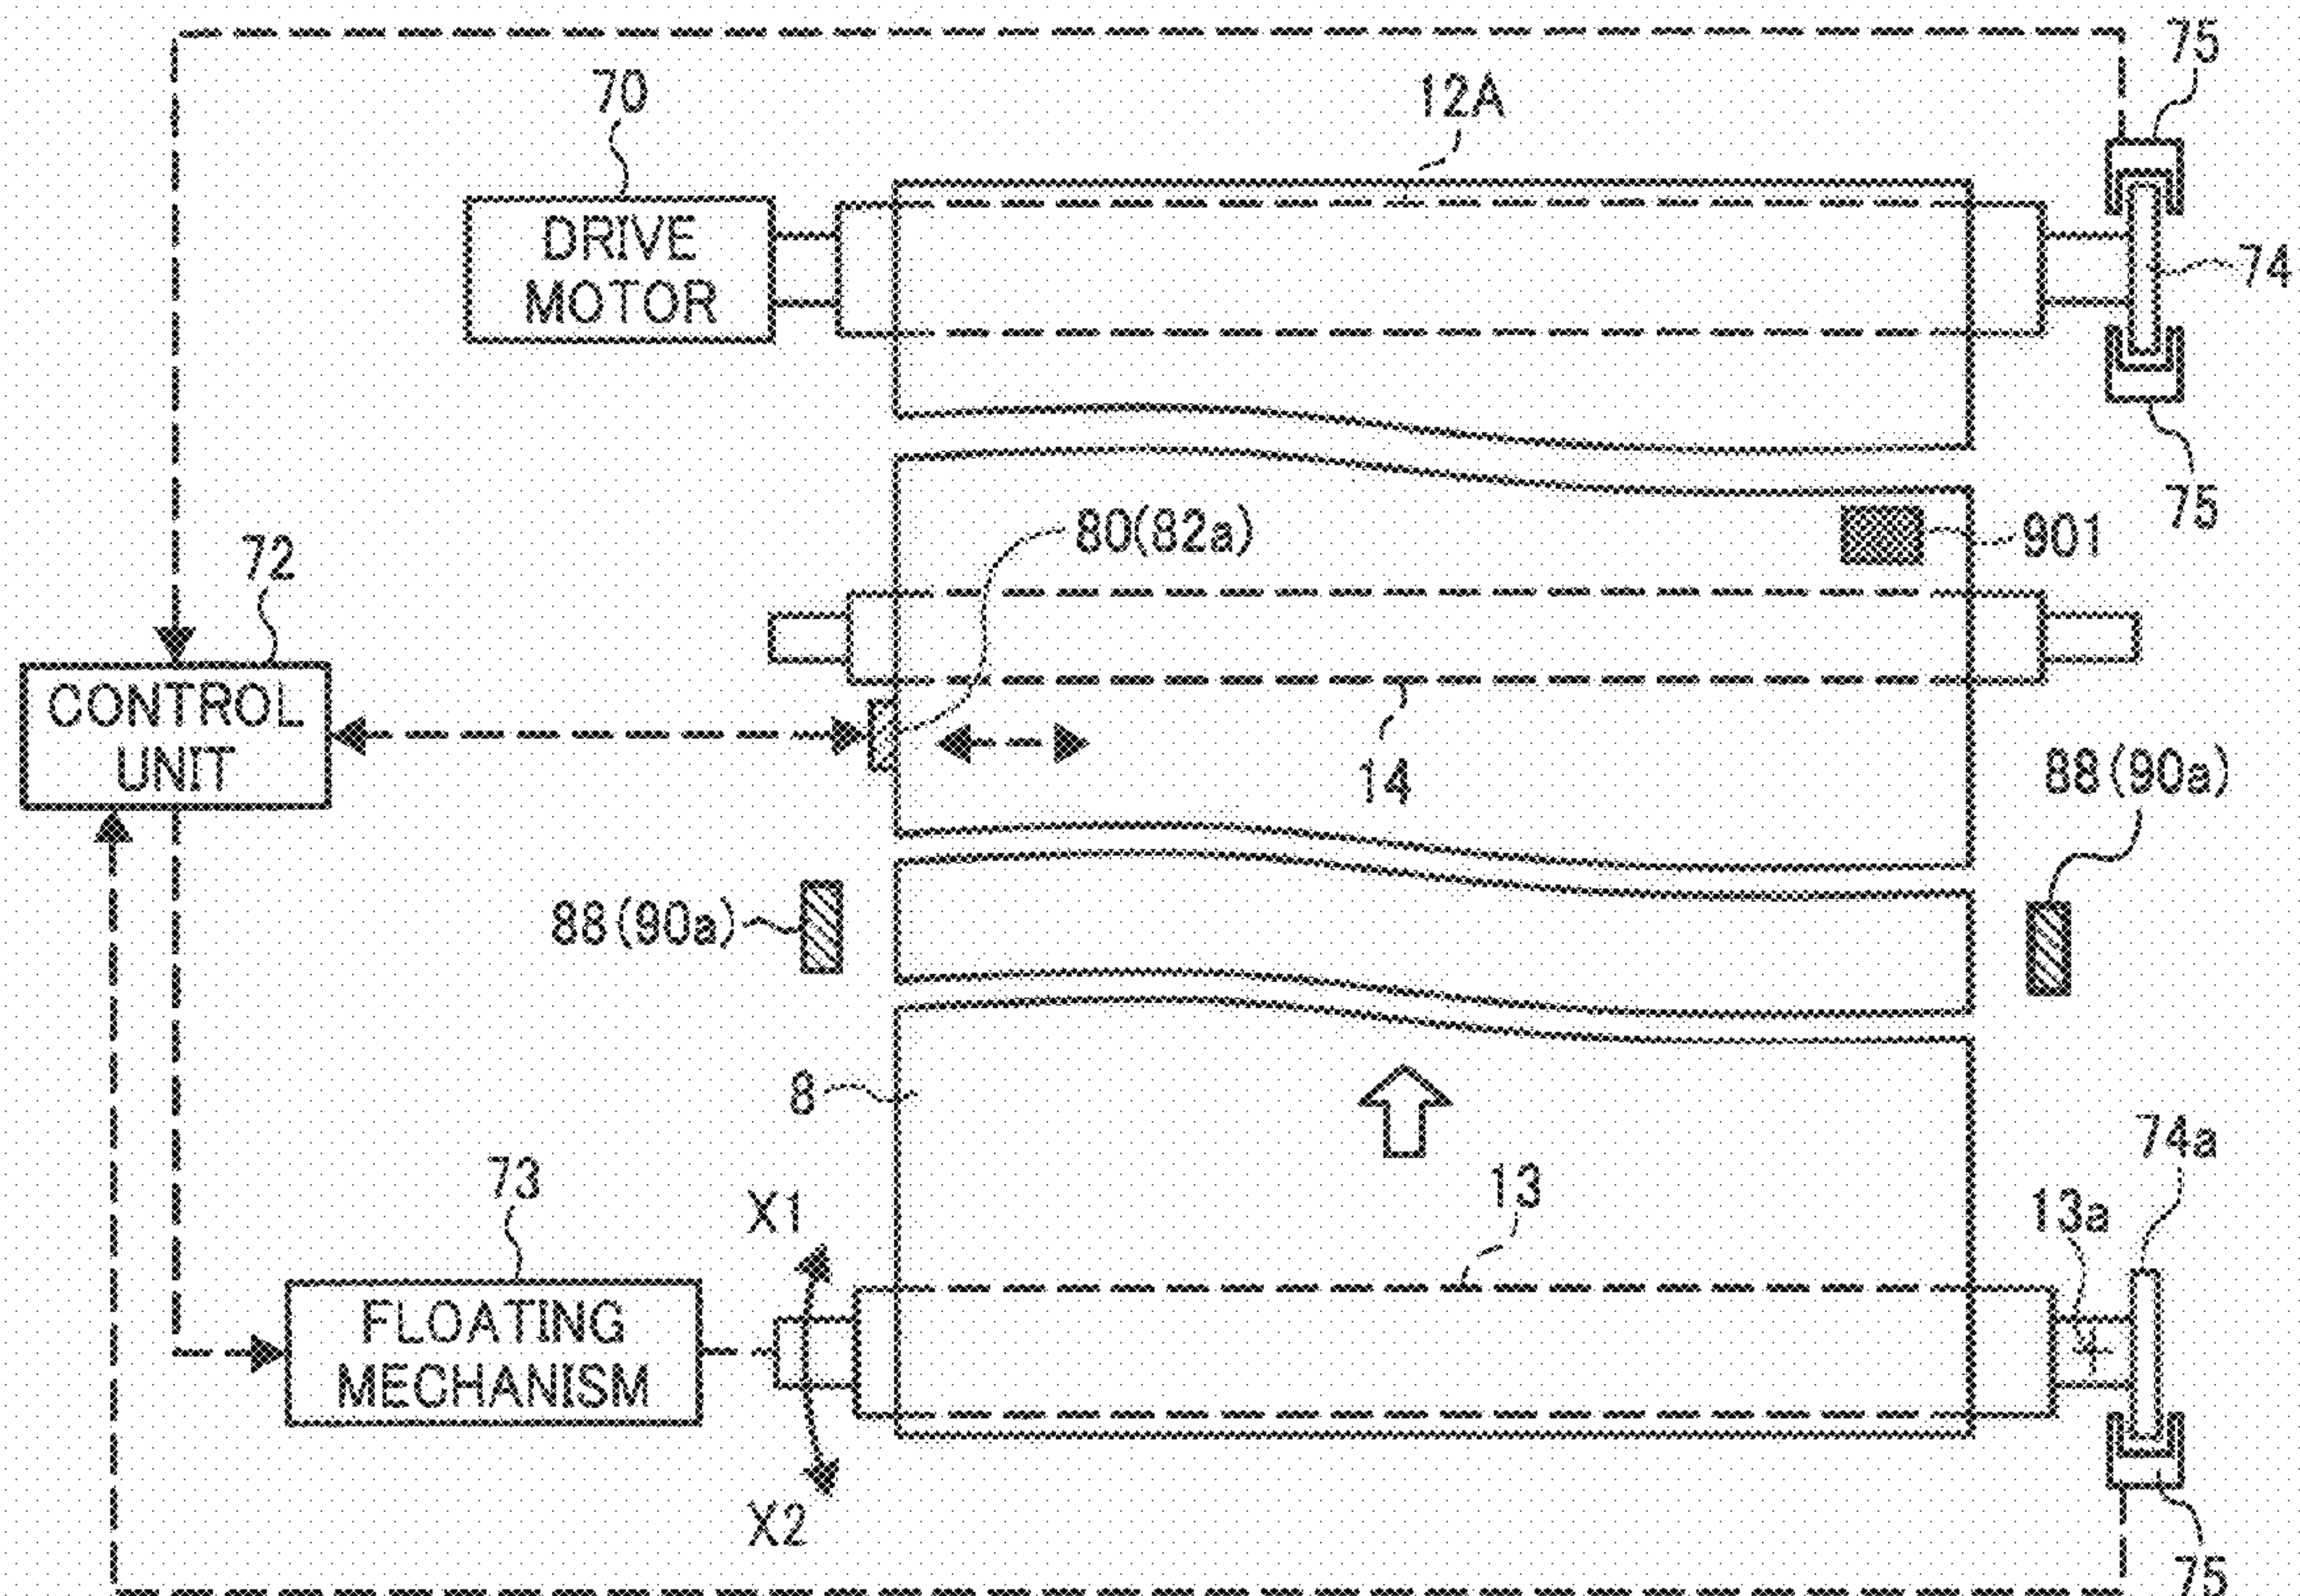 75
70
12A
DRIVE
MOTOR
74
75
80(82a)
901
72
CONTROL
UNIT
14
88(90a)
88(90a)
8
74a
73
X1
13
13a
FLOATING
MECHANISM
X2
75